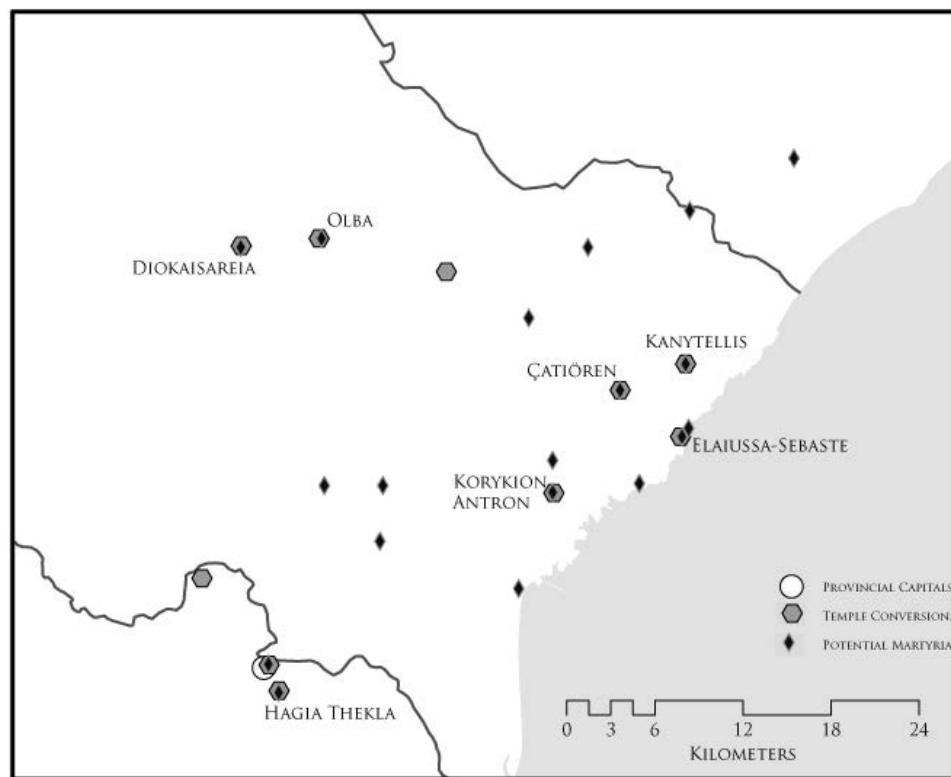 Olba
Diokaisareia
Kanytellis
Çatiören
Elaiussa-Sebaste
Korykion
Antron
Provincial Capitals
Temple Conversions
Potential Martyria
Hagia Thekla
0 3 6 12 18 24
Kilometers